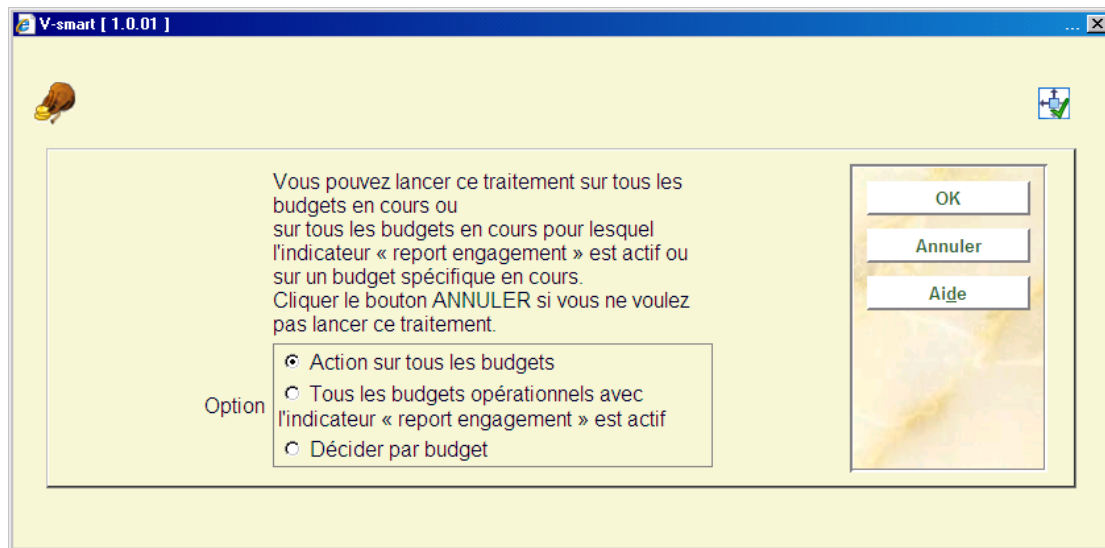 V-smart [ 1.0.01 ]
...
Vous pouvez lancer ce traitement sur tous les
budgets en cours ou
sur tous les budgets en cours pour lesquel
l'indicateur « report engagement » est actif ou
sur un budget spécifique en cours.
Cliquer le bouton ANNULER si vous ne voulez
pas lancer ce traitement.
Option
Action sur tous les budgets
Tous les budgets opérationnels avec
l'indicateur « report engagement » est actif
Décider par budget
OK
Annuler
Aide